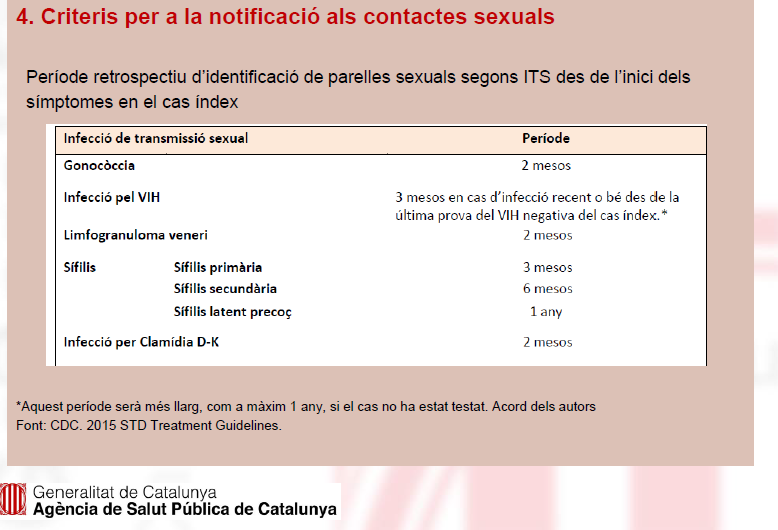 4. Criteris per a la notificació als contactes sexuals
Període retrospectiu d'identificació de parelles sexuals segons ITS des de l'inici dels
símptomes en el cas índex
Infecció de transmissió sexual Període
Gonocòccia 2 mesos
Infecció pel VIH 3 mesos en cas d'infecció recent o bé des de la
última prova del VIH negativa del cas índex.*
Limfogranuloma veneri 2 mesos
Sífilis Sífilis primària 3 mesos
Sífilis secundària 6 mesos
Sífilis latent precoç 1 any
Infecció per Clamídia D-K 2 mesos
*Aquest període serà més llarg, com a màxim 1 any, si el cas no ha estat testat. Acord dels autors
Font: CDC. 2015 STD Treatment Guidelines.
Generalitat de Catalunya
Agència de Salut Pública de Catalunya